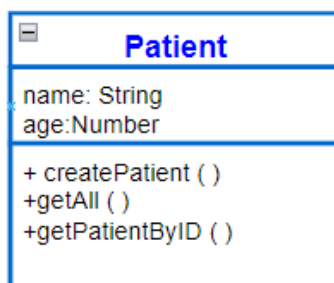 Patient
name: String
age:Number
+ createPatient ( )
+getAll ( )
+getPatientByID ( )